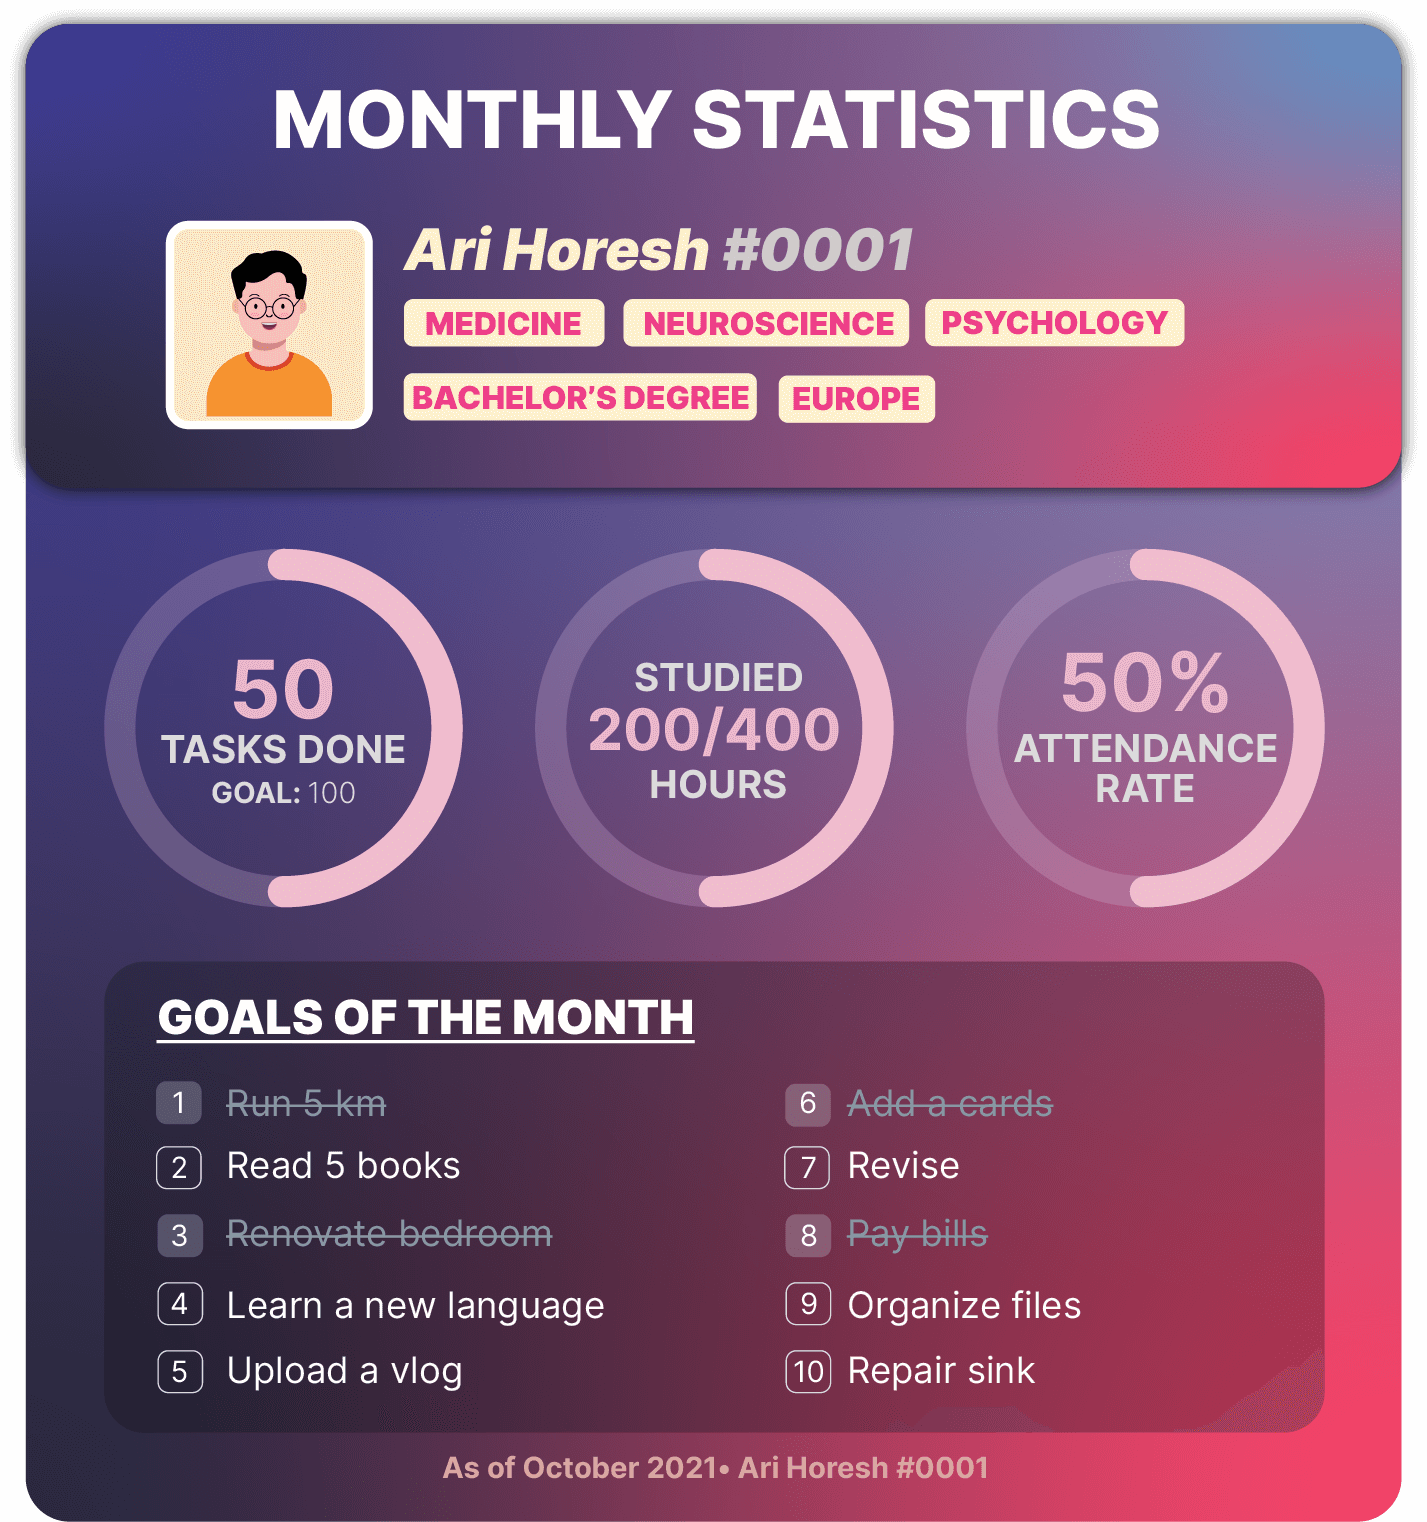 MONTHLY STATISTICS
Ari Horesh #0001
MEDICINE NEUROSCIENCE PSYCHOLOGY
BACHELOR’S DEGREE EUROPE
50
TASKS DONE
GOAL: 100
STUDIED
200/400
HOURS
50%
ATTENDANCE
RATE
GOALS OF THE MONTH
1 Run 5 km
2 Read 5 books
3 Renovate bedroom
4 Learn a new language
5 Upload a vlog
6 Add a cards
7 Revise
8 Pay bills
9 Organize files
10 Repair sink
As of October 2021• Ari Horesh #0001